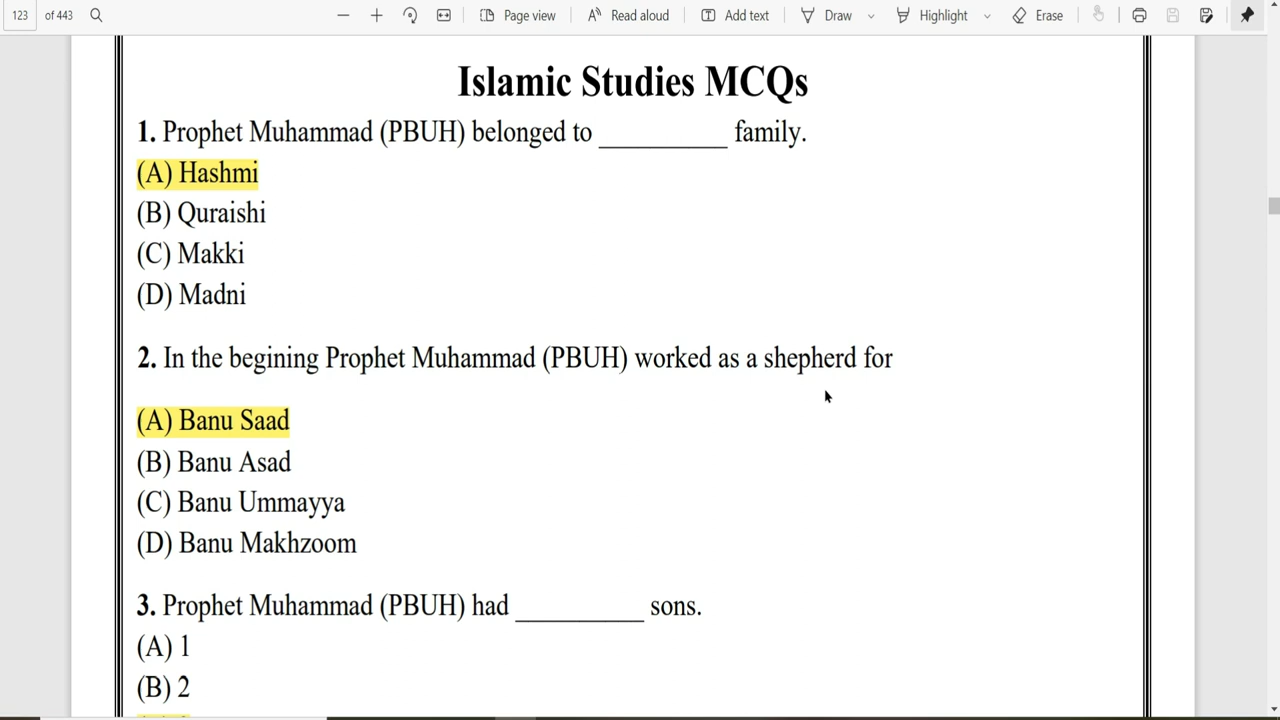 123 of 443 Page view Read aloud Add text Draw Highlight Erase
Islamic Studies MCQs
1. Prophet Muhammad (PBUH) belonged to __________ family.
(A) Hashmi
(B) Quraishi
(C) Makki
(D) Madni
2. In the begining Prophet Muhammad (PBUH) worked as a shepherd for
(A) Banu Saad
(B) Banu Asad
(C) Banu Ummayya
(D) Banu Makhzoom
3. Prophet Muhammad (PBUH) had __________ sons.
(A) 1
(B) 2